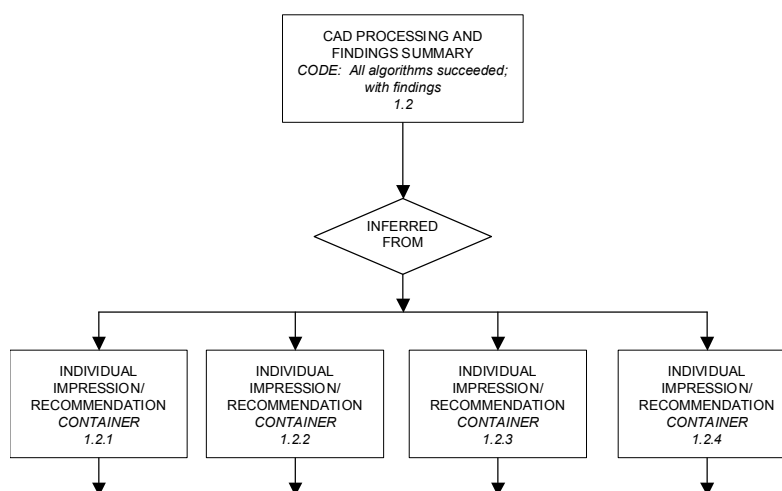 CAD PROCESSING AND
FINDINGS SUMMARY
CODE: All algorithms succeeded;
with findings
1.2
INFERRED
FROM
INDIVIDUAL
IMPRESSION/
RECOMMENDATION
CONTAINER
1.2.1
INDIVIDUAL
IMPRESSION/
RECOMMENDATION
CONTAINER
1.2.2
INDIVIDUAL
IMPRESSION/
RECOMMENDATION
CONTAINER
1.2.3
INDIVIDUAL
IMPRESSION/
RECOMMENDATION
CONTAINER
1.2.4